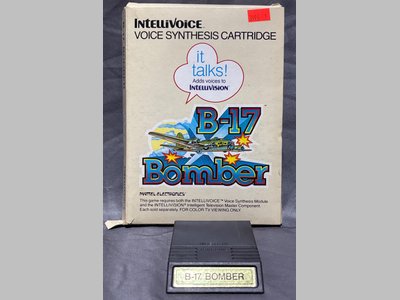 INTELLIVOICE™
VOICE SYNTHESIS CARTRIDGE
it
talks!
Adds voices to
INTELLIVISION®
B-17
Bomber
MATTEL ELECTRONICS®
This game requires both the INTELLIVOICE™ Voice Synthesis Module
and the INTELLIVISION® Intelligent Television Master Component.
Each sold separately. FOR COLOR TV VIEWING ONLY
B-17 BOMBER